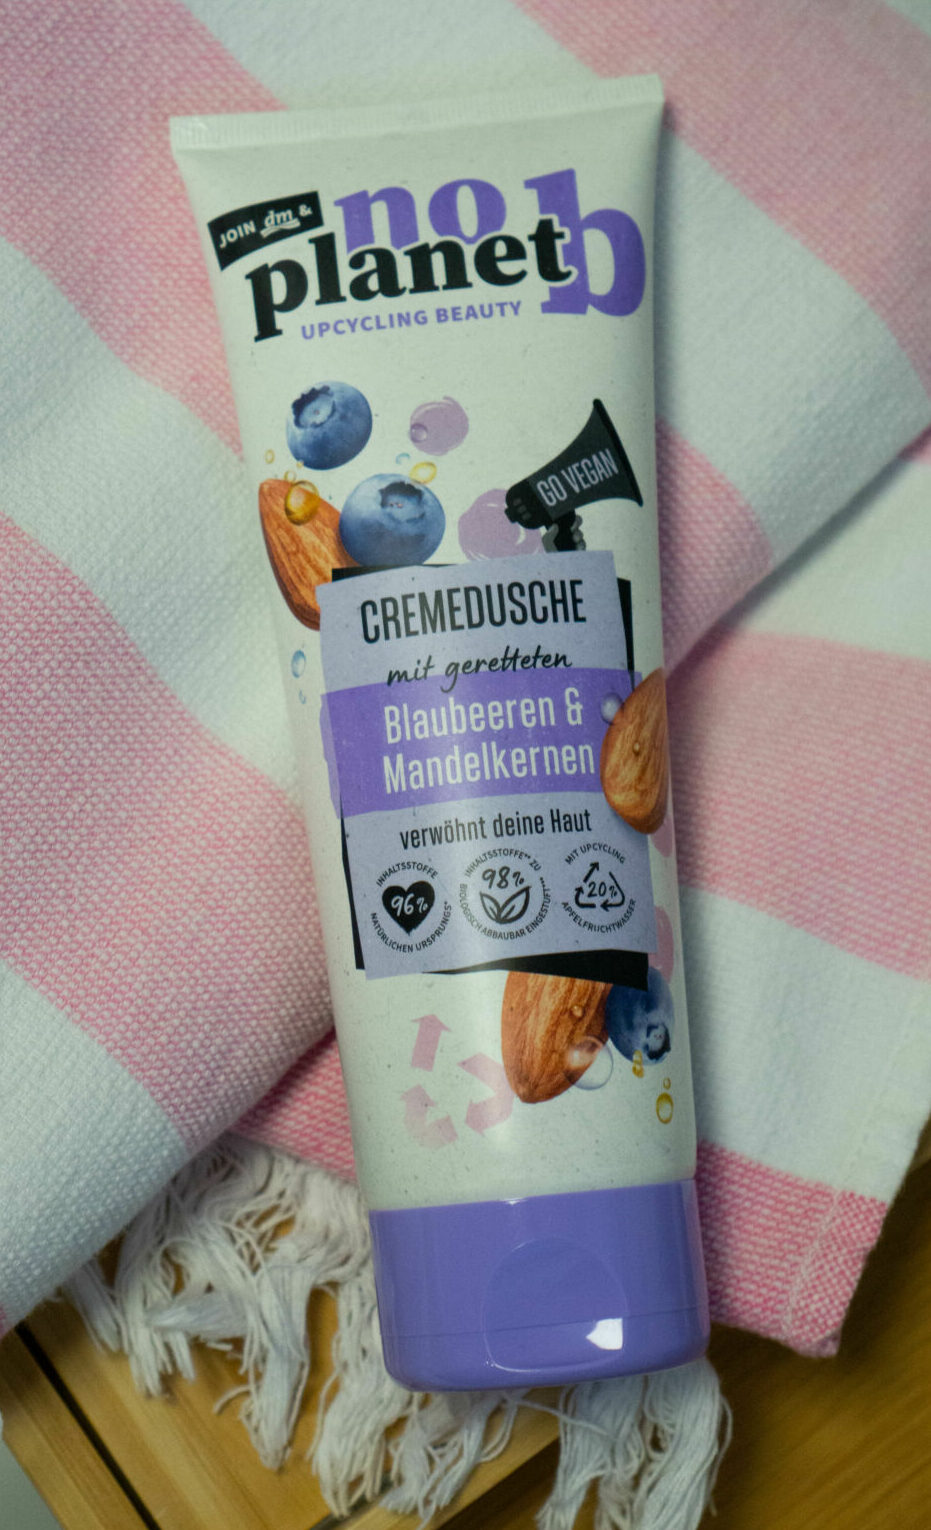 JOIN dm &
no
planet b
UPCYCLING BEAUTY
GO VEGAN
CREMEDUSCHE
mit geretteten
Blaubeeren &
Mandelkernen
verwöhnt deine Haut
INHALTSSTOFFE
96%
NATÜRLICHEN URSPRUNGS*
INHALTSSTOFFE** ZU
98%
BIOLOGISCH ABBAUBAR EINGESTUFT****
MIT UPCYCLING
20%
APFELFRUCHTWASSER